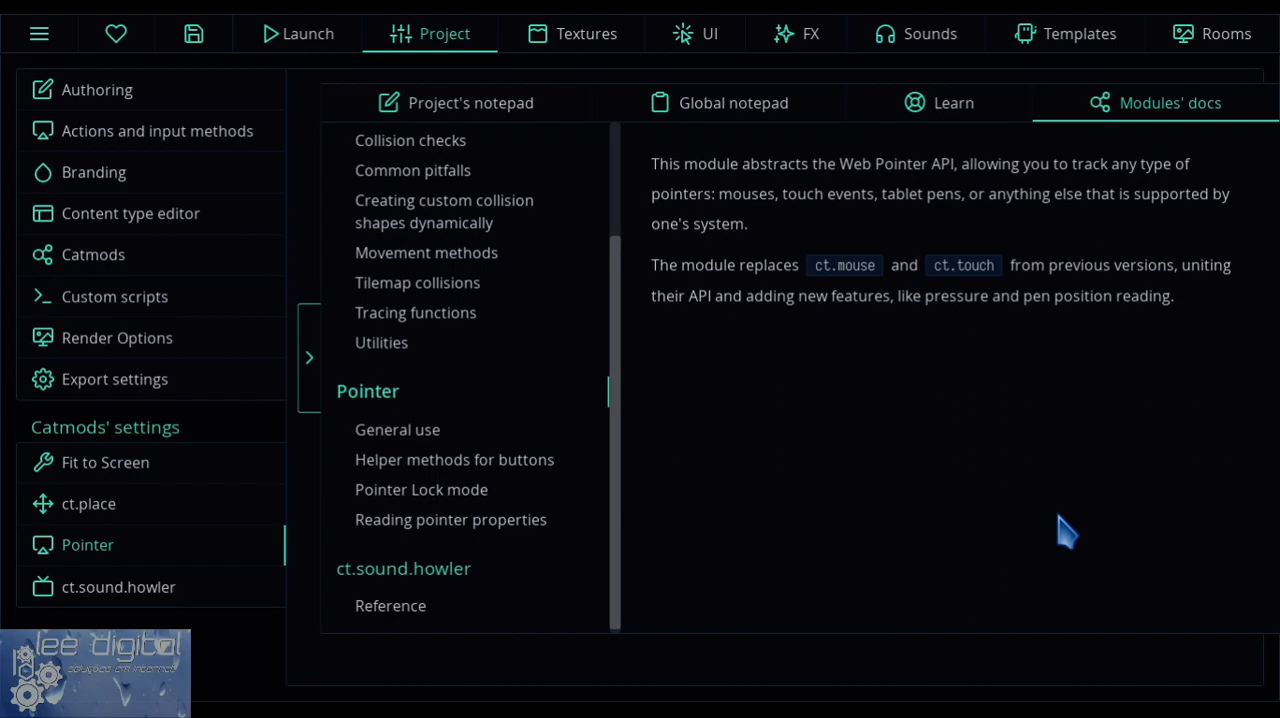 Launch
Project
Textures
UI
FX
Sounds
Templates
Rooms
Authoring
Actions and input methods
Branding
Content type editor
Catmods
Custom scripts
Render Options
Export settings
Catmods' settings
Fit to Screen
ct.place
Pointer
ct.sound.howler
Project's notepad
Global notepad
Learn
Modules' docs
Collision checks
Common pitfalls
Creating custom collision
shapes dynamically
Movement methods
Tilemap collisions
Tracing functions
Utilities
Pointer
General use
Helper methods for buttons
Pointer Lock mode
Reading pointer properties
ct.sound.howler
Reference
This module abstracts the Web Pointer API, allowing you to track any type of
pointers: mouses, touch events, tablet pens, or anything else that is supported by
one's system.
The module replaces ct.mouse and ct.touch from previous versions, uniting
their API and adding new features, like pressure and pen position reading.
lee digital
soluções em internet